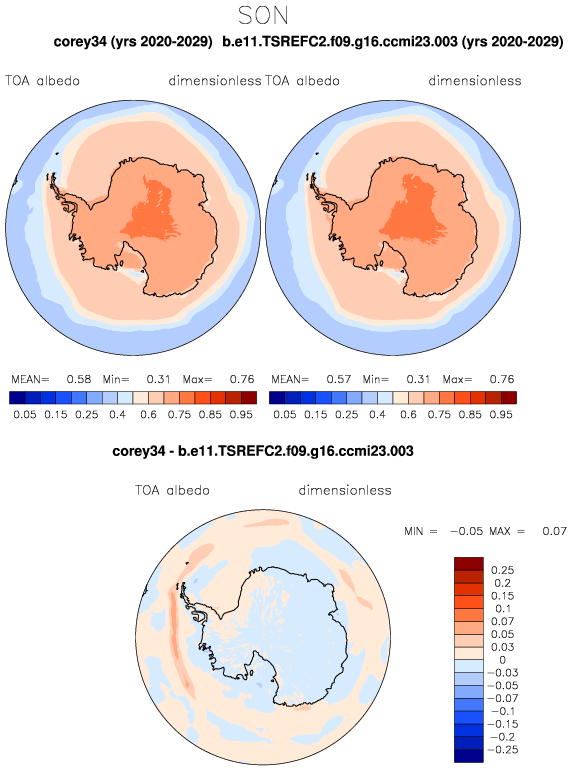 SON
corey34 (yrs 2020-2029) b.e11.TSREFC2.f09.g16.ccmi23.003 (yrs 2020-2029)
TOA albedo dimensionless TOA albedo dimensionless
MEAN= 0.58 Min= 0.31 Max= 0.76 MEAN= 0.57 Min= 0.31 Max= 0.76
0.05 0.15 0.25 0.4 0.6 0.75 0.85 0.95 0.05 0.15 0.25 0.4 0.6 0.75 0.85 0.95
corey34 - b.e11.TSREFC2.f09.g16.ccmi23.003
TOA albedo dimensionless
MIN = -0.05 MAX = 0.07
0.25
0.2
0.15
0.1
0.07
0.05
0.03
0
-0.03
-0.05
-0.07
-0.1
-0.15
-0.2
-0.25